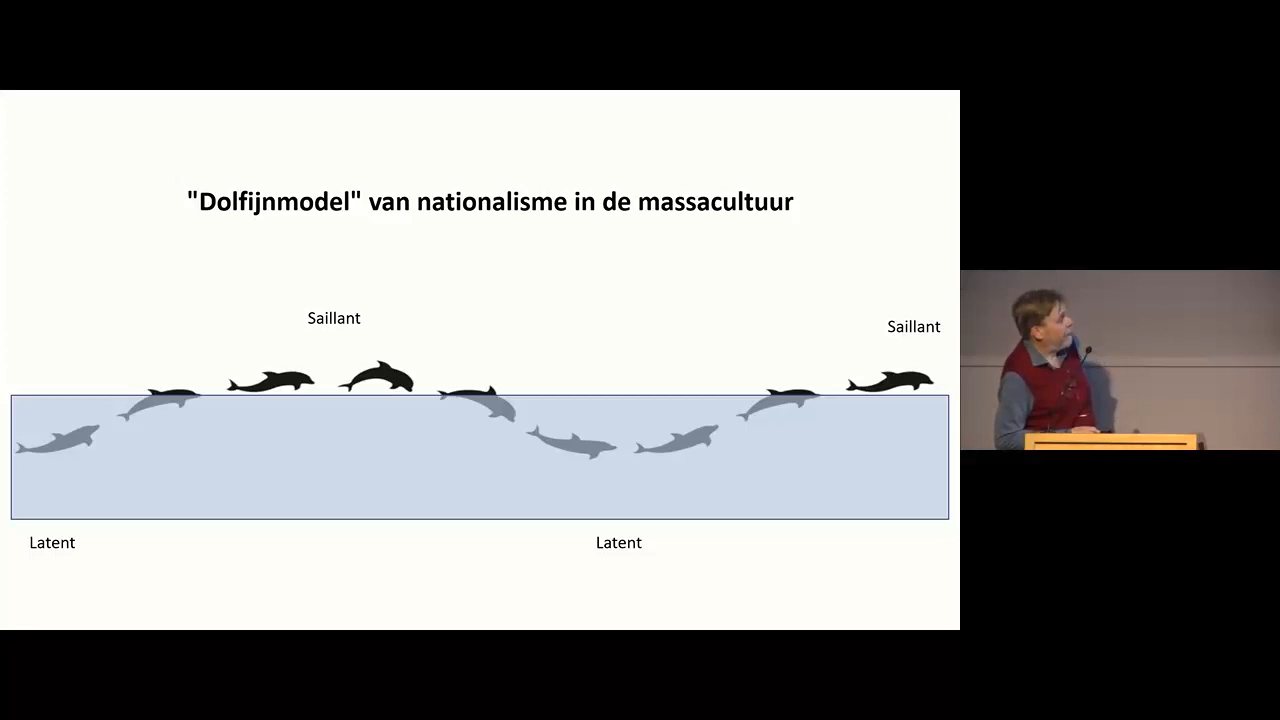 "Dolfijnmodel" van nationalisme in de massacultuur
Saillant
Saillant
Latent
Latent